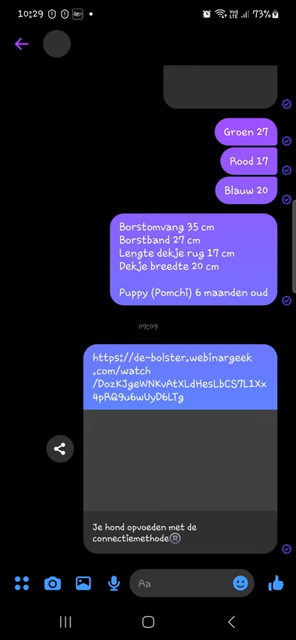 10:29
73%
Groen 27
Rood 17
Blauw 20
Borstomvang 35 cm
Borstband 27 cm
Lengte dekje rug 17 cm
Dekje breedte 20 cm
Puppy (Pomchi) 6 maanden oud
09:09
https://de-bolster.webinargeek
.com/watch
/DozKJgeWNKvAtXLdHesLbCS7L1Xx
4pRQ9u6wUyD6LTg
Je hond opvoeden met de
connectiemethode®
Aa